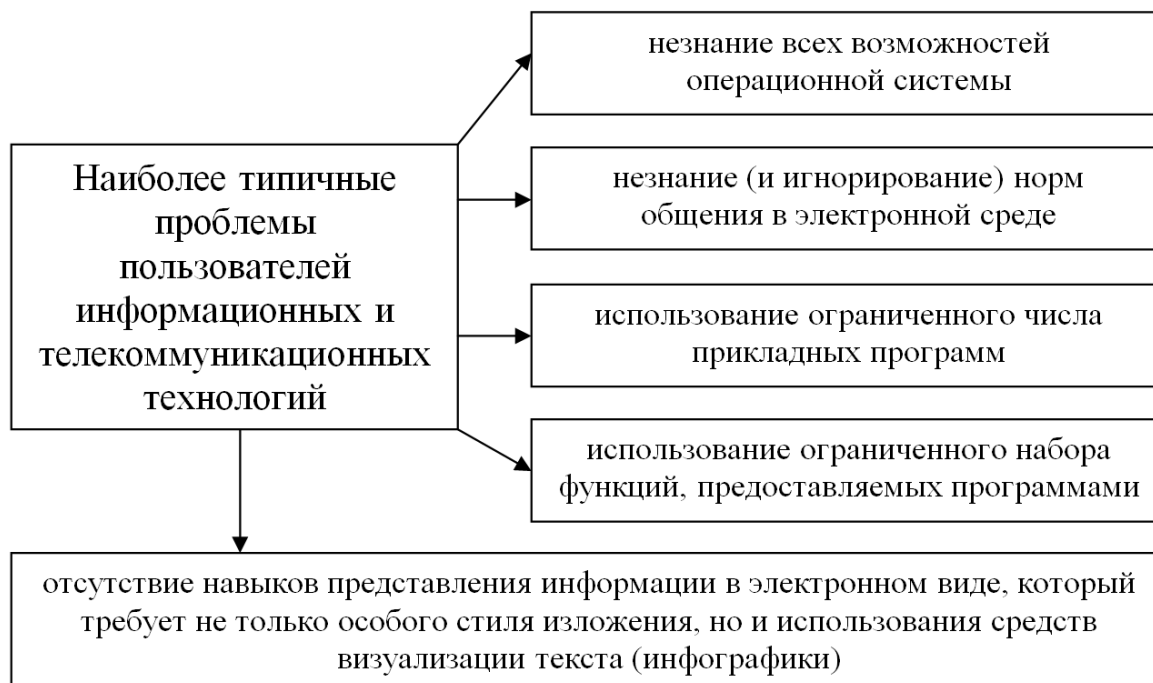 Наиболее типичные
проблемы
пользователей
информационных и
телекоммуникационных
технологий
незнание всех возможностей
операционной системы
незнание (и игнорирование) норм
общения в электронной среде
использование ограниченного числа
прикладных программ
использование ограниченного набора
функций, предоставляемых программами
отсутствие навыков представления информации в электронном виде, который
требует не только особого стиля изложения, но и использования средств
визуализации текста (инфографики)